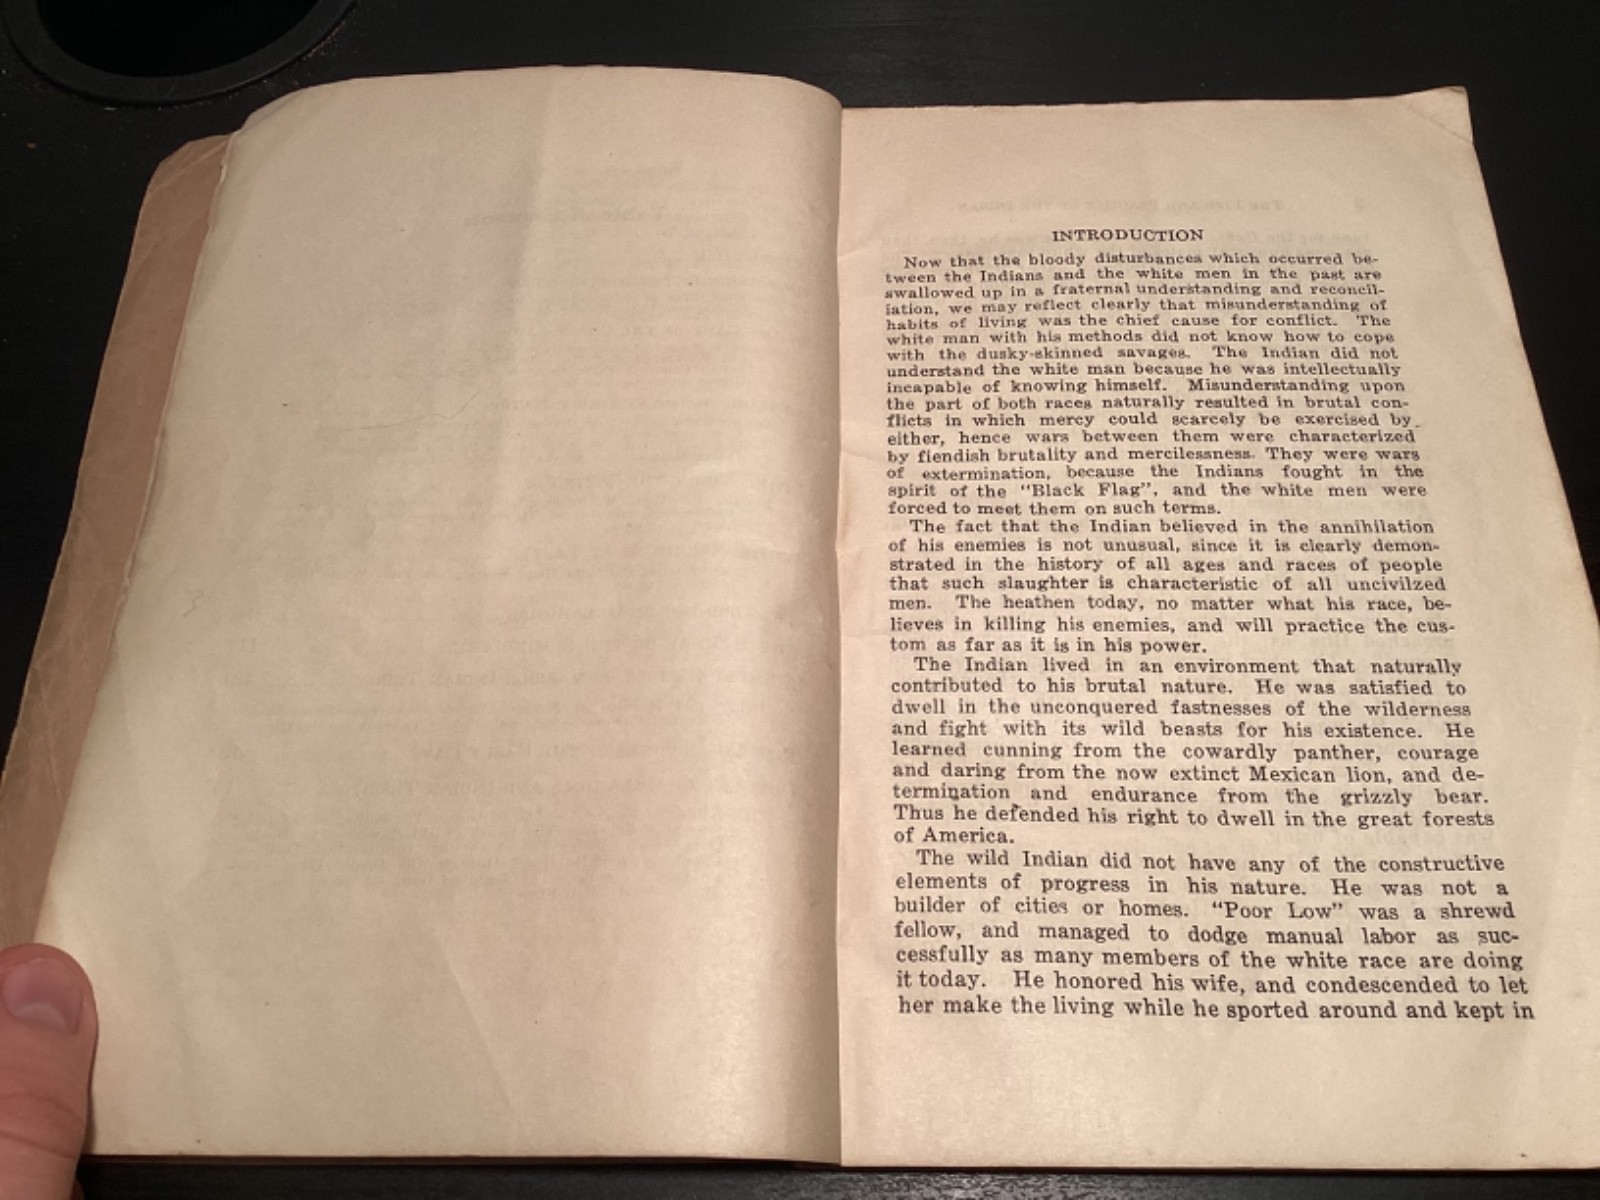 INTRODUCTION
Now that the bloody disturbances which occurred be-
tween the Indians and the white men in the past are
swallowed up in a fraternal understanding and reconcil-
iation, we may reflect clearly that misunderstanding of
habits of living was the chief cause for conflict. The
white man with his methods did not know how to cope
with the dusky-skinned savages. The Indian did not
understand the white man because he was intellectually
incapable of knowing himself. Misunderstanding upon
the part of both races naturally resulted in brutal con-
flicts in which mercy could scarcely be exercised by
either, hence wars between them were characterized
by fiendish brutality and mercilessness. They were wars
of extermination, because the Indians fought in the
spirit of the "Black Flag", and the white men were
forced to meet them on such terms.
The fact that the Indian believed in the annihilation
of his enemies is not unusual, since it is clearly demon-
strated in the history of all ages and races of people
that such slaughter is characteristic of all uncivilzed
men. The heathen today, no matter what his race, be-
lieves in killing his enemies, and will practice the cus-
tom as far as it is in his power.
The Indian lived in an environment that naturally
contributed to his brutal nature. He was satisfied to
dwell in the unconquered fastnesses of the wilderness
and fight with its wild beasts for his existence. He
learned cunning from the cowardly panther, courage
and daring from the now extinct Mexican lion, and de-
termination and endurance from the grizzly bear.
Thus he defended his right to dwell in the great forests
of America.
The wild Indian did not have any of the constructive
elements of progress in his nature. He was not a
builder of cities or homes. "Poor Low" was a shrewd
fellow, and managed to dodge manual labor as suc-
cessfully as many members of the white race are doing
it today. He honored his wife, and condescended to let
her make the living while he sported around and kept in